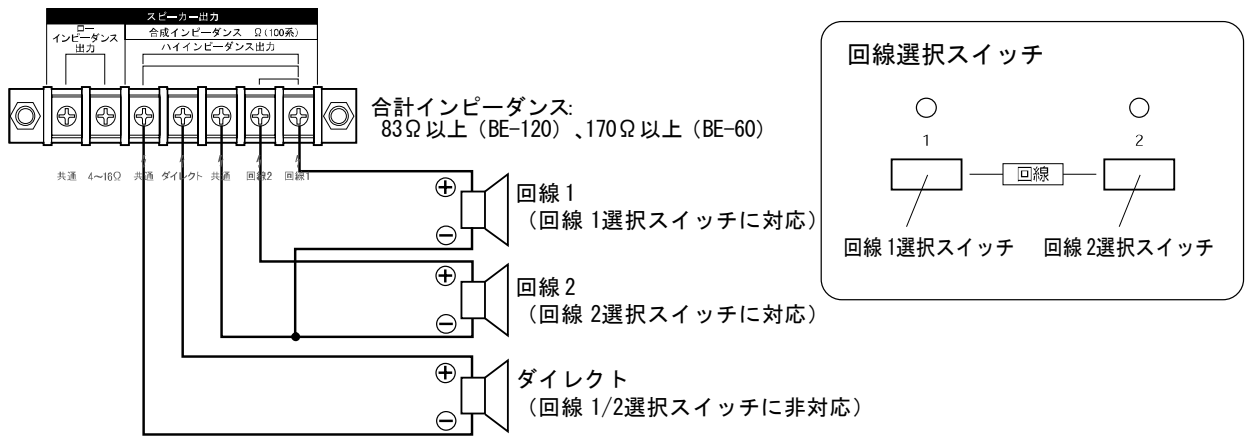 スピーカー出力
ロー
インピーダンス
出力
合成インピーダンス Ω(100系)
ハイインピーダンス出力
合計インピーダンス:
83Ω以上（BE-120）、170Ω以上（BE-60）
共通 4～16Ω 共通 ダイレクト 共通 回線2 回線1
⊕
⊖
回線 1
（回線 1選択スイッチに対応）
⊕
⊖
回線 2
（回線 2選択スイッチに対応）
⊕
⊖
ダイレクト
（回線 1/2選択スイッチに非対応）
回線選択スイッチ
1 2
回線
回線 1選択スイッチ 回線 2選択スイッチ